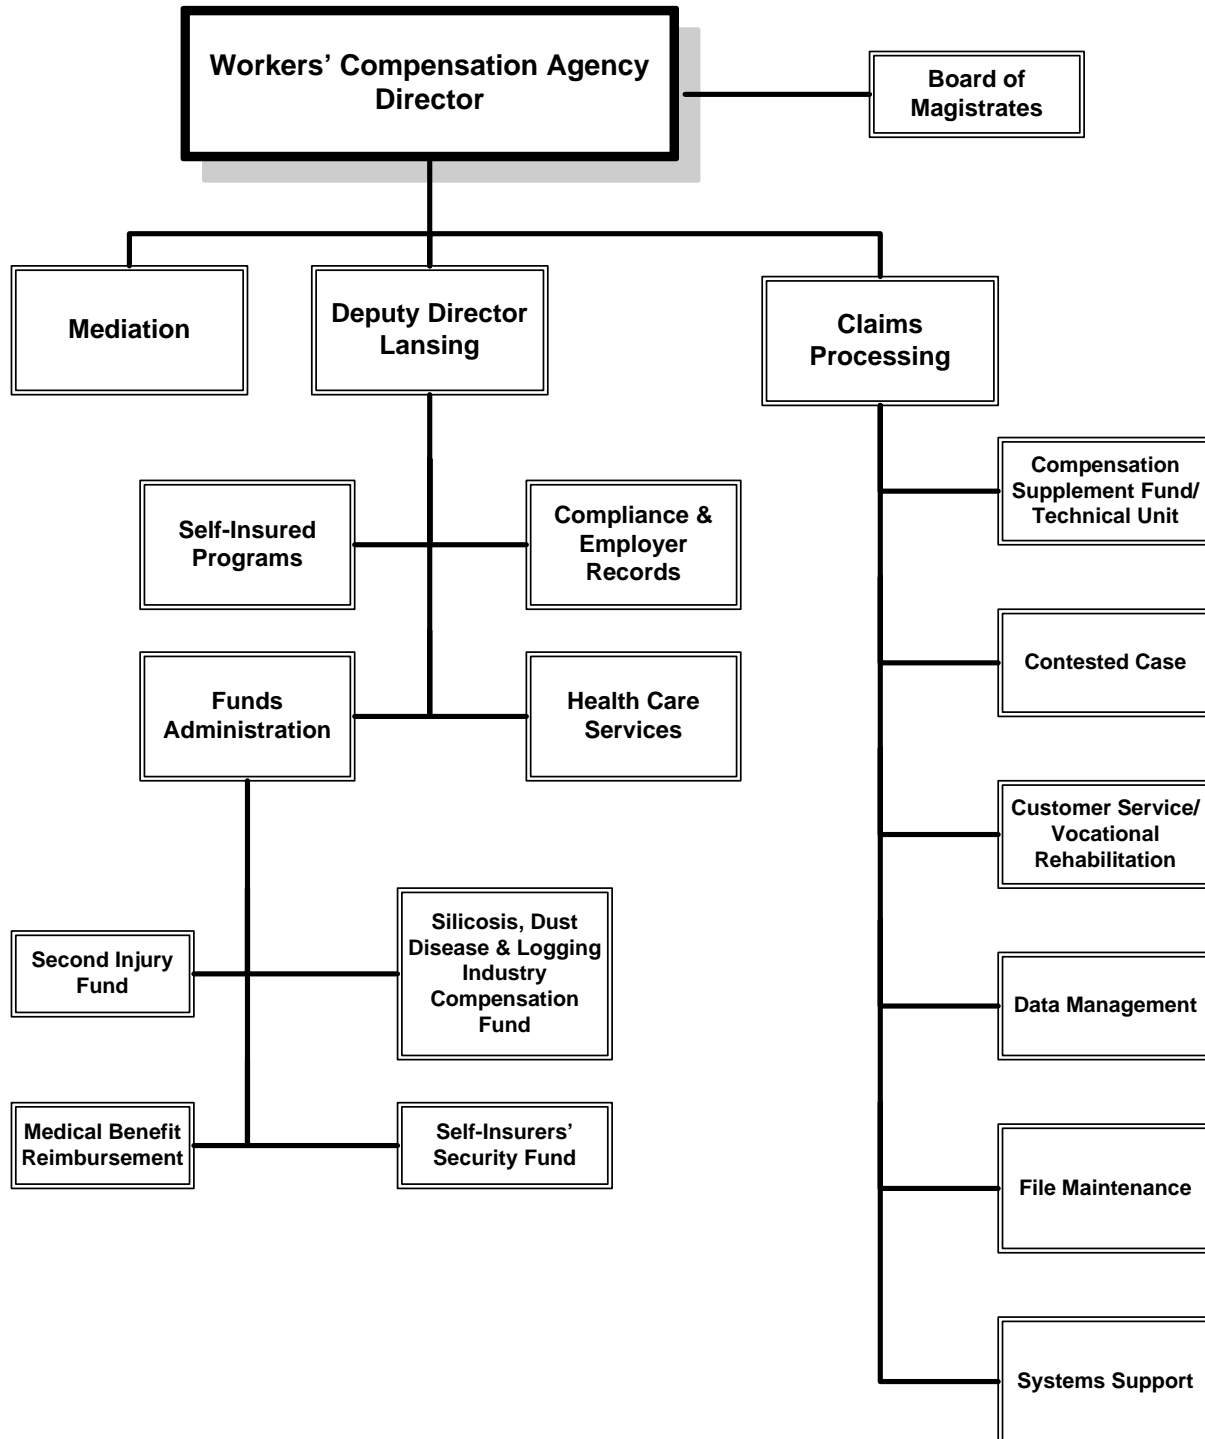 Workers’ Compensation Agency
Director
Board of
Magistrates
Mediation
Deputy Director
Lansing
Claims
Processing
Self-Insured
Programs
Compliance &
Employer
Records
Funds
Administration
Health Care
Services
Second Injury
Fund
Silicosis, Dust
Disease & Logging
Industry
Compensation
Fund
Medical Benefit
Reimbursement
Self-Insurers’
Security Fund
Compensation
Supplement Fund/
Technical Unit
Contested Case
Customer Service/
Vocational
Rehabilitation
Data Management
File Maintenance
Systems Support